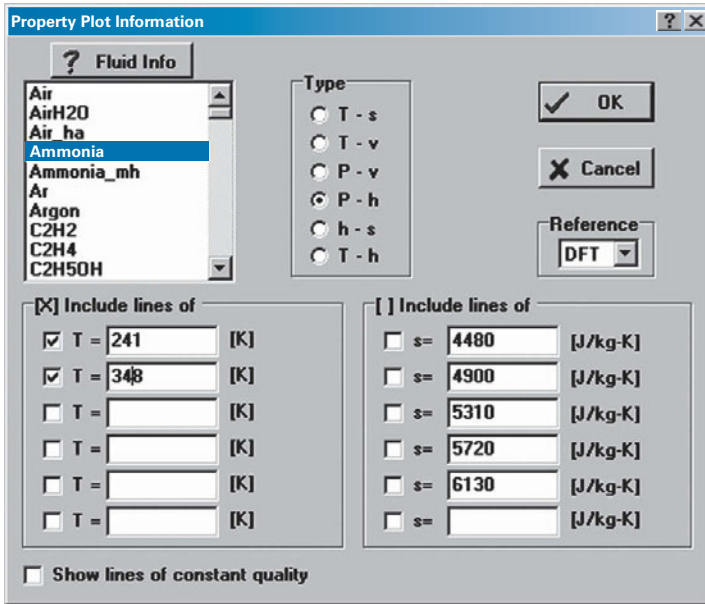 Property Plot Information
? Fluid Info
Air
AirH2O
Air_ha
Ammonia
Ammonia_mh
Ar
Argon
C2H2
C2H4
C2H5OH
Type
T - s
T - v
P - v
P - h
h - s
T - h
OK
Cancel
Reference
DFT
[X] Include lines of
T = 241 [K]
T = 348 [K]
T = [K]
T = [K]
T = [K]
T = [K]
[ ] Include lines of
s= 4480 [J/kg-K]
s= 4900 [J/kg-K]
s= 5310 [J/kg-K]
s= 5720 [J/kg-K]
s= 6130 [J/kg-K]
s= [J/kg-K]
Show lines of constant quality